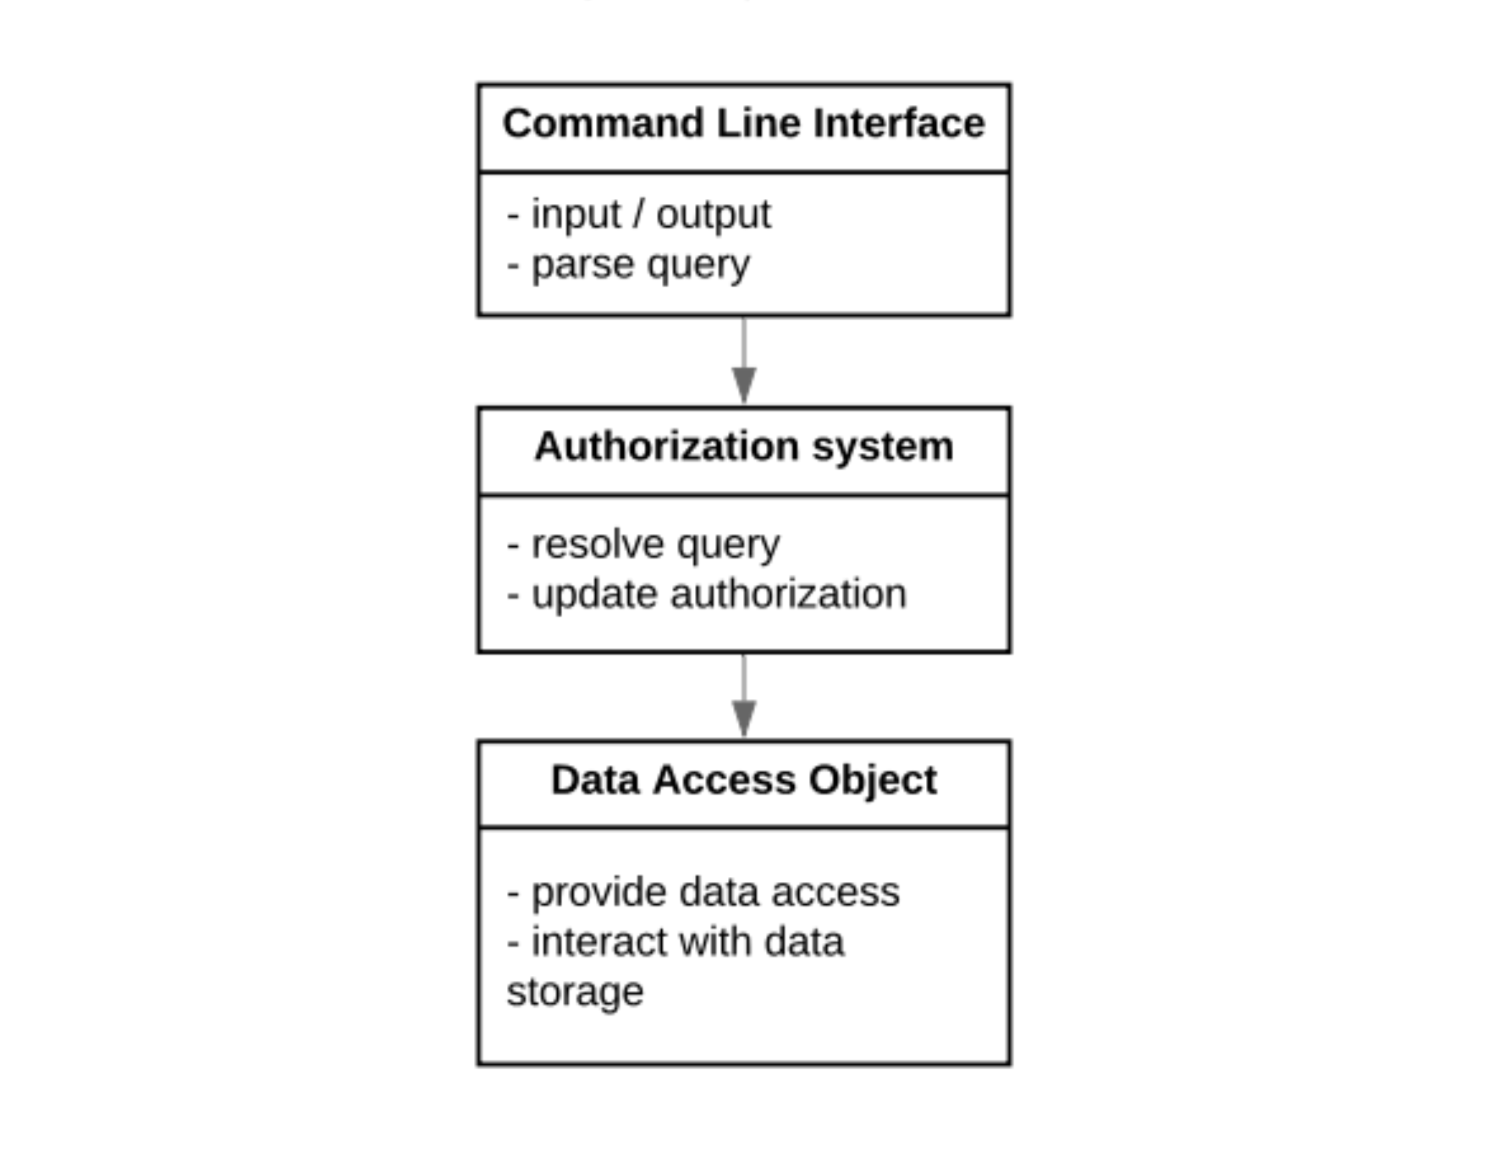 Command Line Interface
- input / output
- parse query
Authorization system
- resolve query
- update authorization
Data Access Object
- provide data access
- interact with data
storage